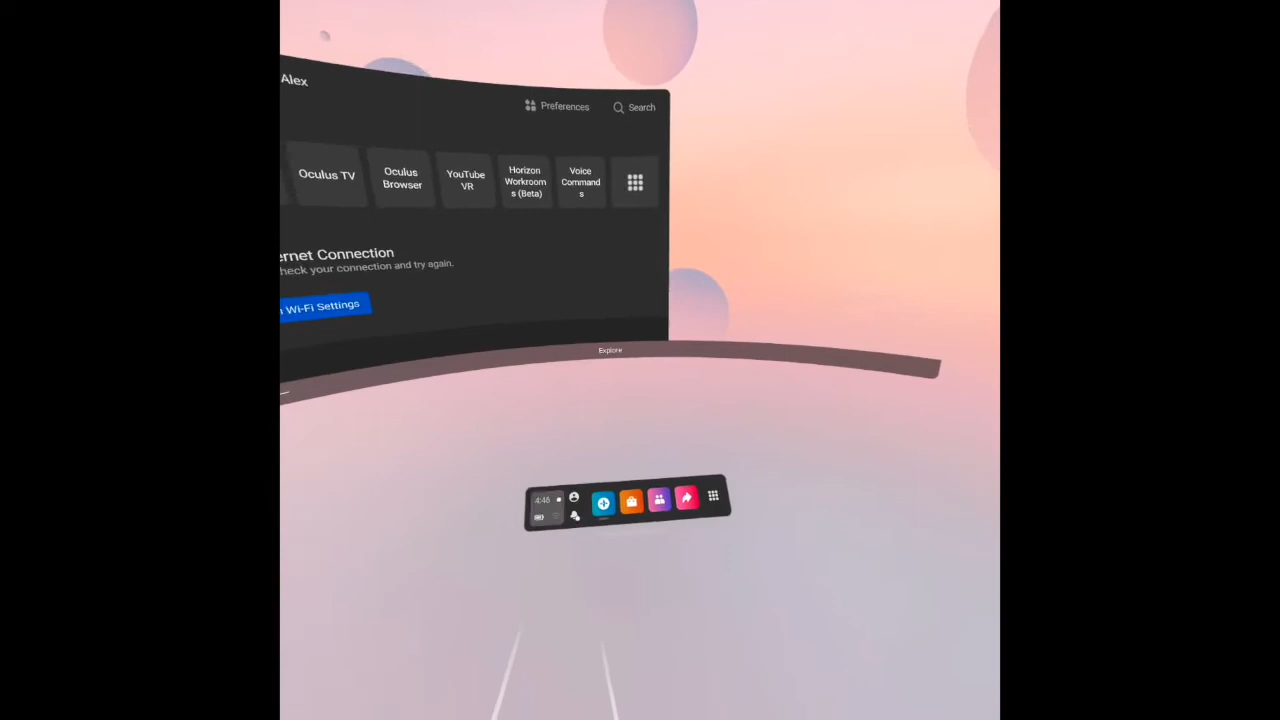 Alex
Preferences
Search
Oculus TV
Oculus
Browser
YouTube
VR
Horizon
Workroom
s (Beta)
Voice
Command
s
ernet Connection
heck your connection and try again.
Wi-Fi Settings
Explore
4:46